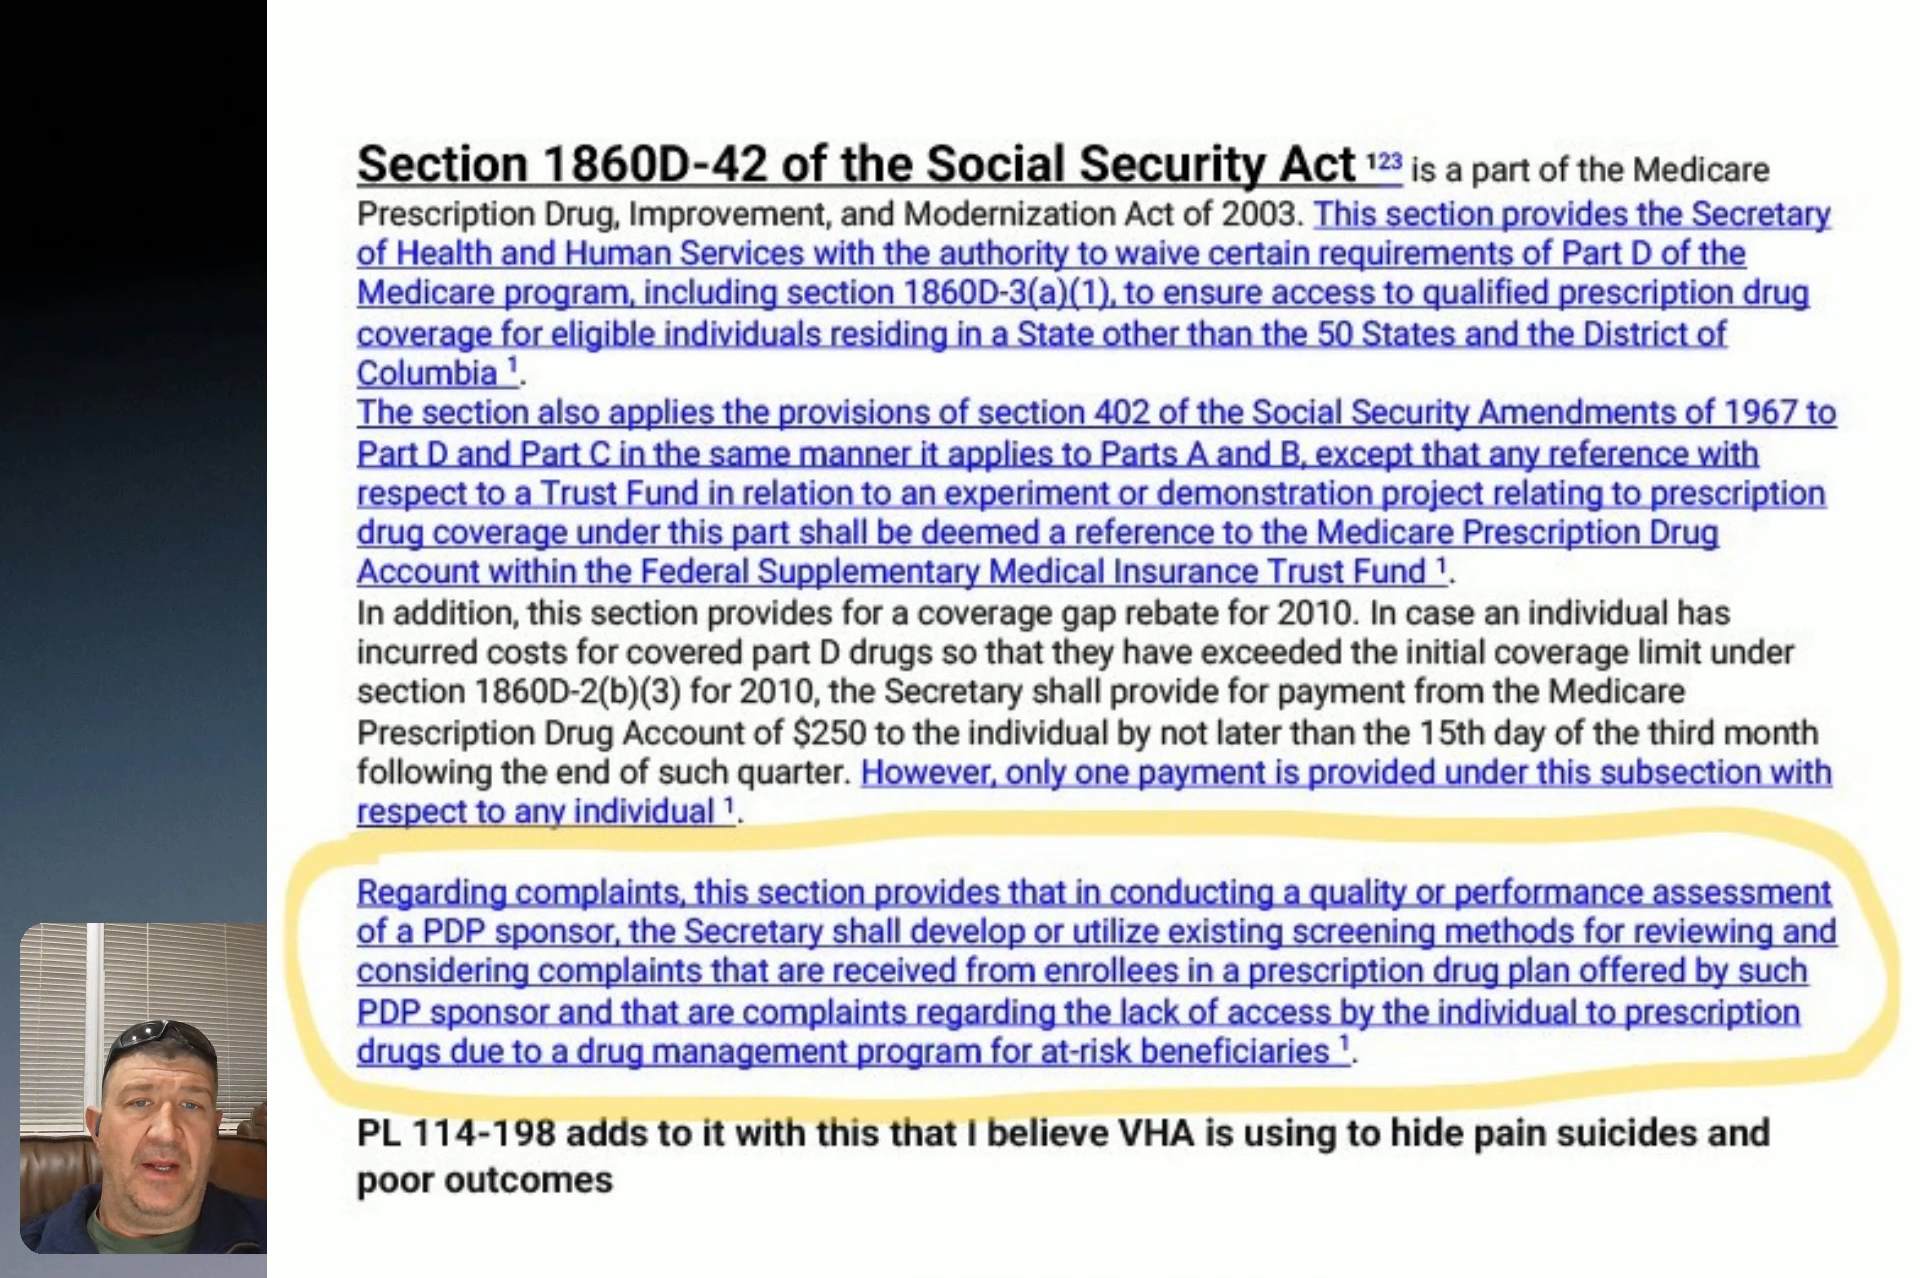 Section 1860D-42 of the Social Security Act 123 is a part of the Medicare
Prescription Drug, Improvement, and Modernization Act of 2003. This section provides the Secretary
of Health and Human Services with the authority to waive certain requirements of Part D of the
Medicare program, including section 1860D-3(a)(1), to ensure access to qualified prescription drug
coverage for eligible individuals residing in a State other than the 50 States and the District of
Columbia 1.
The section also applies the provisions of section 402 of the Social Security Amendments of 1967 to
Part D and Part C in the same manner it applies to Parts A and B, except that any reference with
respect to a Trust Fund in relation to an experiment or demonstration project relating to prescription
drug coverage under this part shall be deemed a reference to the Medicare Prescription Drug
Account within the Federal Supplementary Medical Insurance Trust Fund 1.
In addition, this section provides for a coverage gap rebate for 2010. In case an individual has
incurred costs for covered part D drugs so that they have exceeded the initial coverage limit under
section 1860D-2(b)(3) for 2010, the Secretary shall provide for payment from the Medicare
Prescription Drug Account of $250 to the individual by not later than the 15th day of the third month
following the end of such quarter. However, only one payment is provided under this subsection with
respect to any individual 1.
Regarding complaints, this section provides that in conducting a quality or performance assessment
of a PDP sponsor, the Secretary shall develop or utilize existing screening methods for reviewing and
considering complaints that are received from enrollees in a prescription drug plan offered by such
PDP sponsor and that are complaints regarding the lack of access by the individual to prescription
drugs due to a drug management program for at-risk beneficiaries 1.
PL 114-198 adds to it with this that I believe VHA is using to hide pain suicides and
poor outcomes